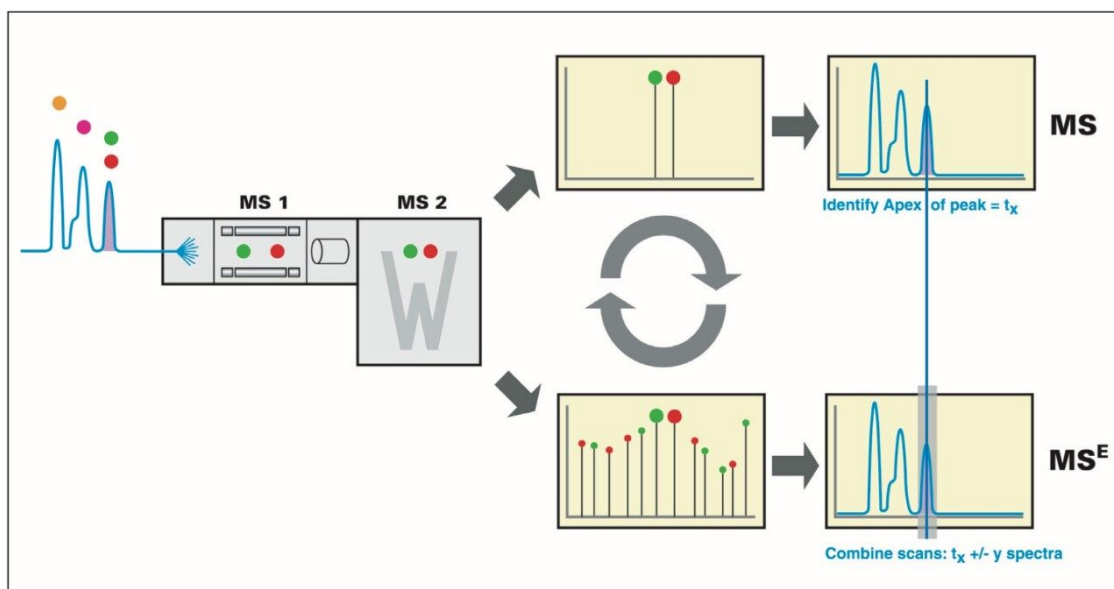 MS 1
MS 2
MS
Identify Apex of peak = tₓ
W
MSᴱ
Combine scans: tₓ +/- y spectra